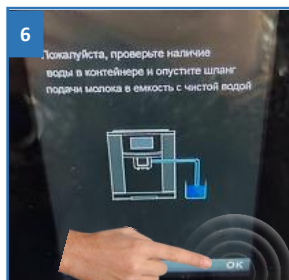 6
Пожалуйста, проверьте наличие
воды в контейнере и опустите шланг
подачи молока в емкость с чистой водой
OK